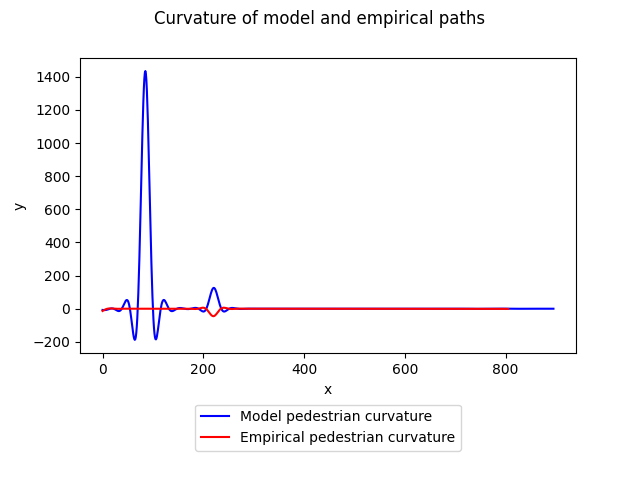 Curvature of model and empirical paths
1400
1200
1000
800
600
400
200
0
−200
y
0 200 400 600 800
x
Model pedestrian curvature
Empirical pedestrian curvature